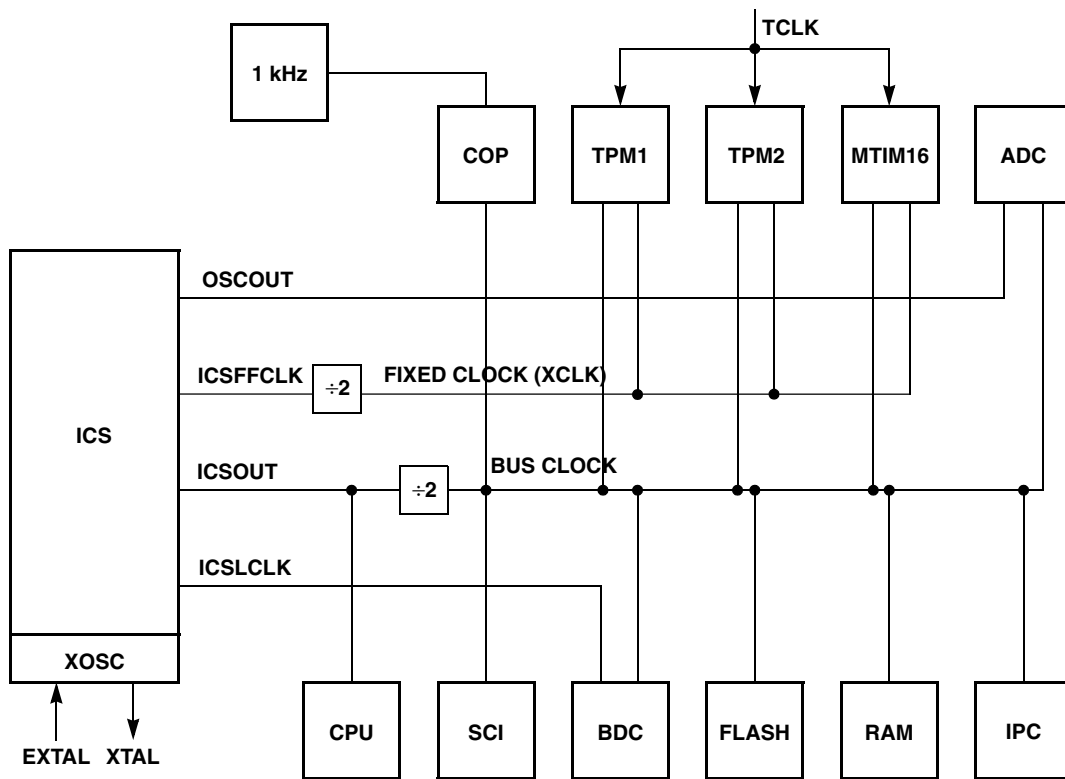 TCLK
1 kHz
COP
TPM1
TPM2
MTIM16
ADC
OSCOUT
ICSFFCLK
÷2
FIXED CLOCK (XCLK)
ICS
ICSOUT
÷2
BUS CLOCK
ICSLCLK
XOSC
CPU
SCI
BDC
FLASH
RAM
IPC
EXTAL
XTAL